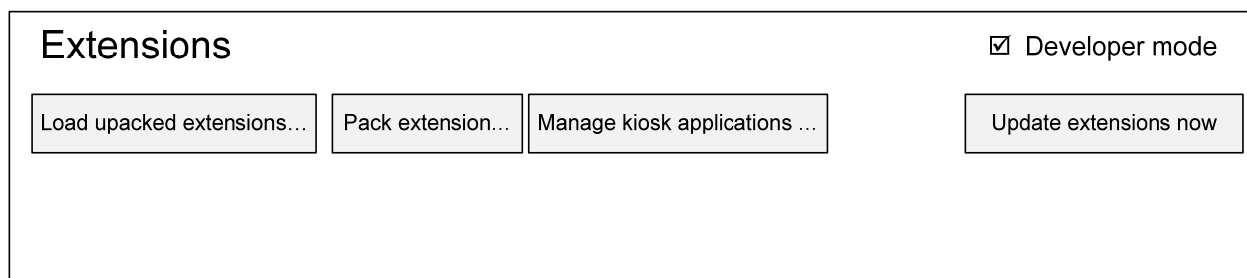 Extensions
Developer mode
Load upacked extensions...
Pack extension...
Manage kiosk applications ...
Update extensions now